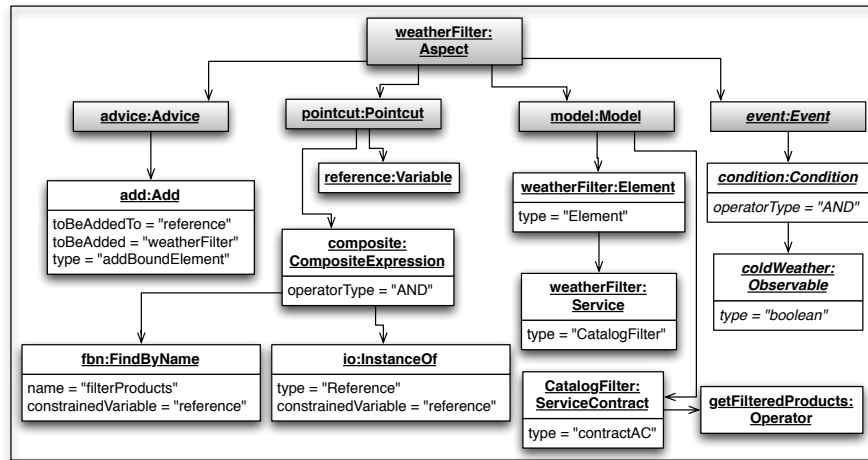 weatherFilter:
Aspect
advice:Advice
pointcut:Pointcut
model:Model
event:Event
add:Add
toBeAddedTo = "reference"
toBeAdded = "weatherFilter"
type = "addBoundElement"
reference:Variable
composite:
CompositeExpression
operatorType = "AND"
fbn:FindByName
name = "filterProducts"
constrainedVariable = "reference"
io:InstanceOf
type = "Reference"
constrainedVariable = "reference"
weatherFilter:Element
type = "Element"
weatherFilter:
Service
type = "CatalogFilter"
CatalogFilter:
ServiceContract
type = "contractAC"
getFilteredProducts:
Operator
condition:Condition
operatorType = "AND"
coldWeather:
Observable
type = "boolean"